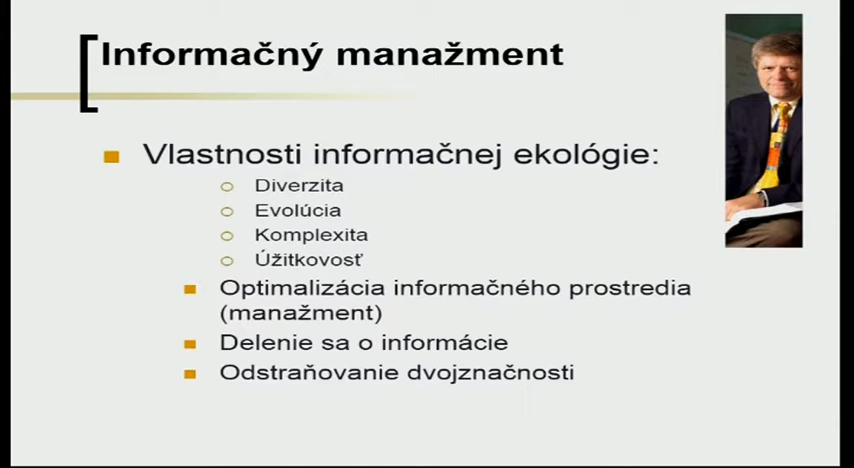 Informačný manažment
Vlastnosti informačnej ekológie:
Diverzita
Evolúcia
Komplexita
Úžitkovosť
Optimalizácia informačného prostredia
(manažment)
Delenie sa o informácie
Odstraňovanie dvojznačnosti